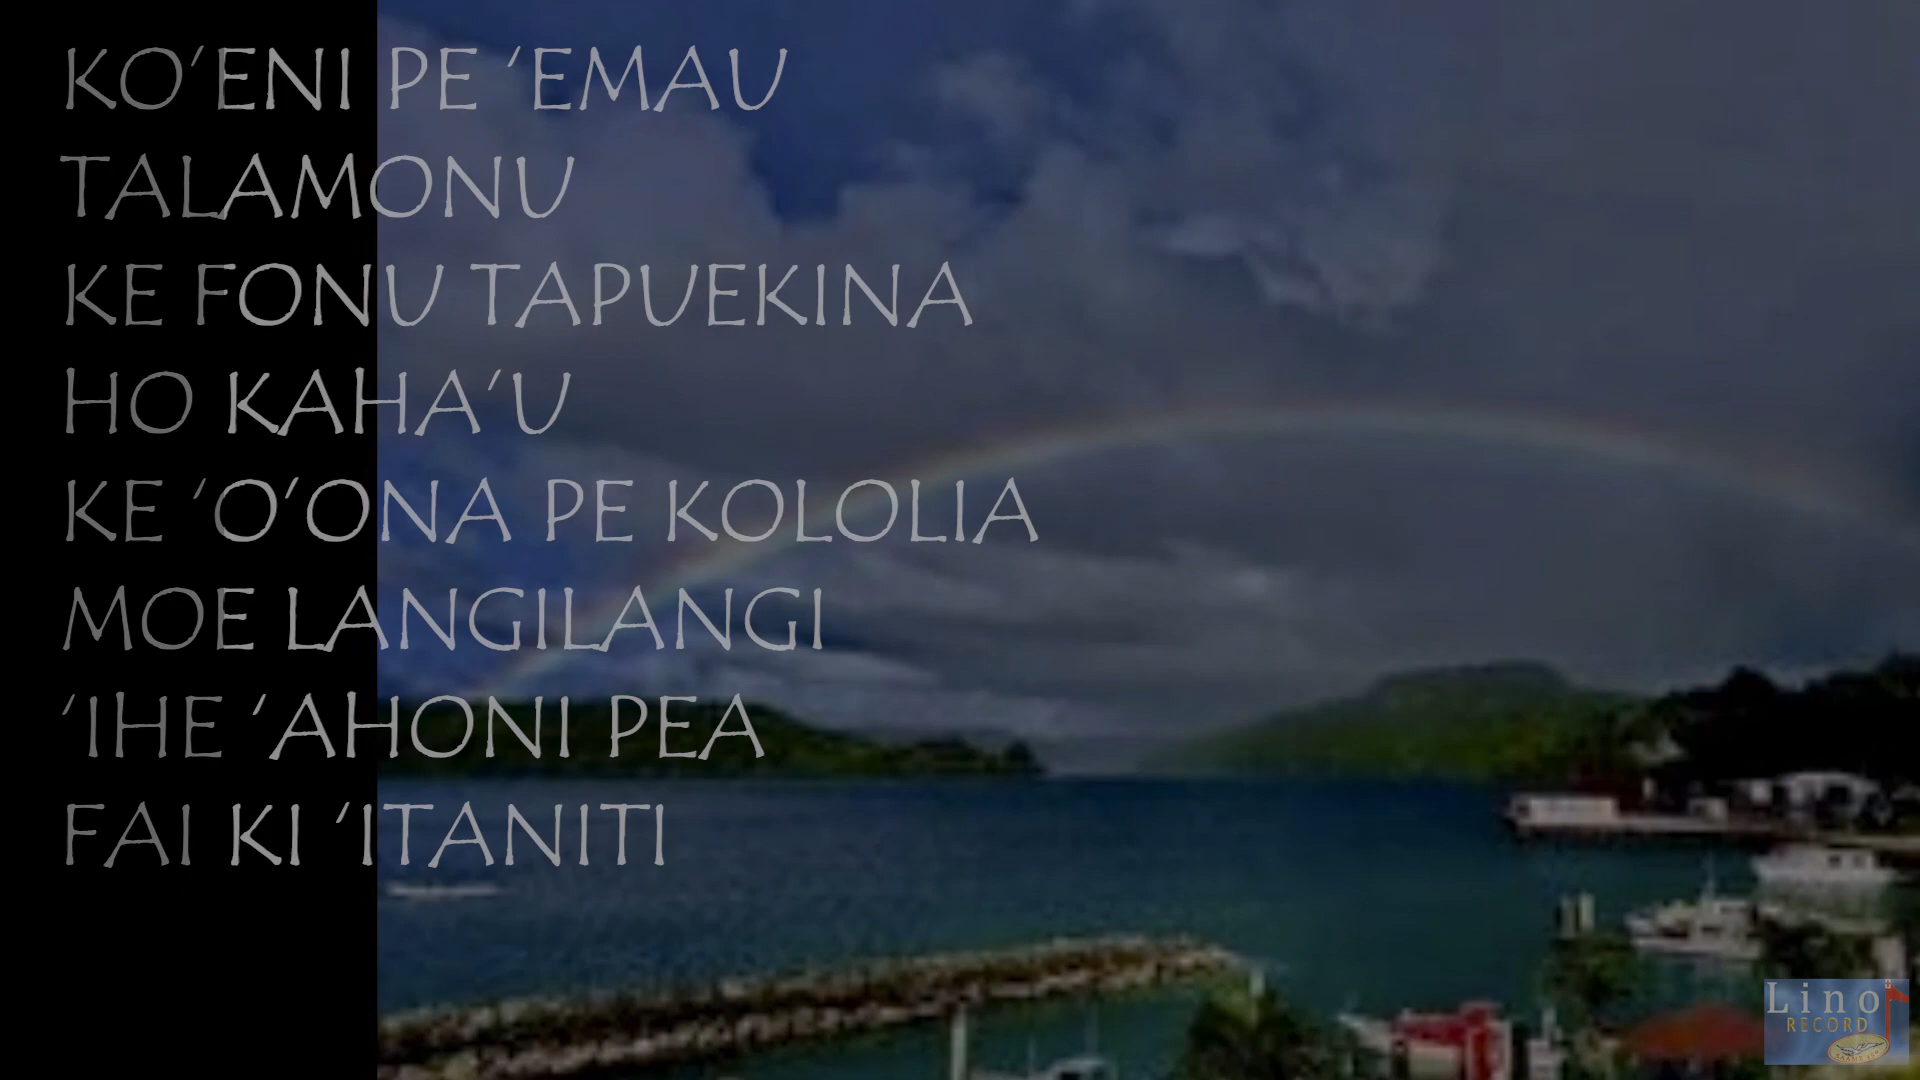 KO‘ENI PE ‘EMAU
TALAMONU
KE FONU TAPUEKINA
HO KAHA‘U
KE ‘O‘ONA PE KOLOLIA
MOE LANGILANGI
‘IHE ‘AHONI PEA
FAI KI ‘ITANITI
Lino
RECORD